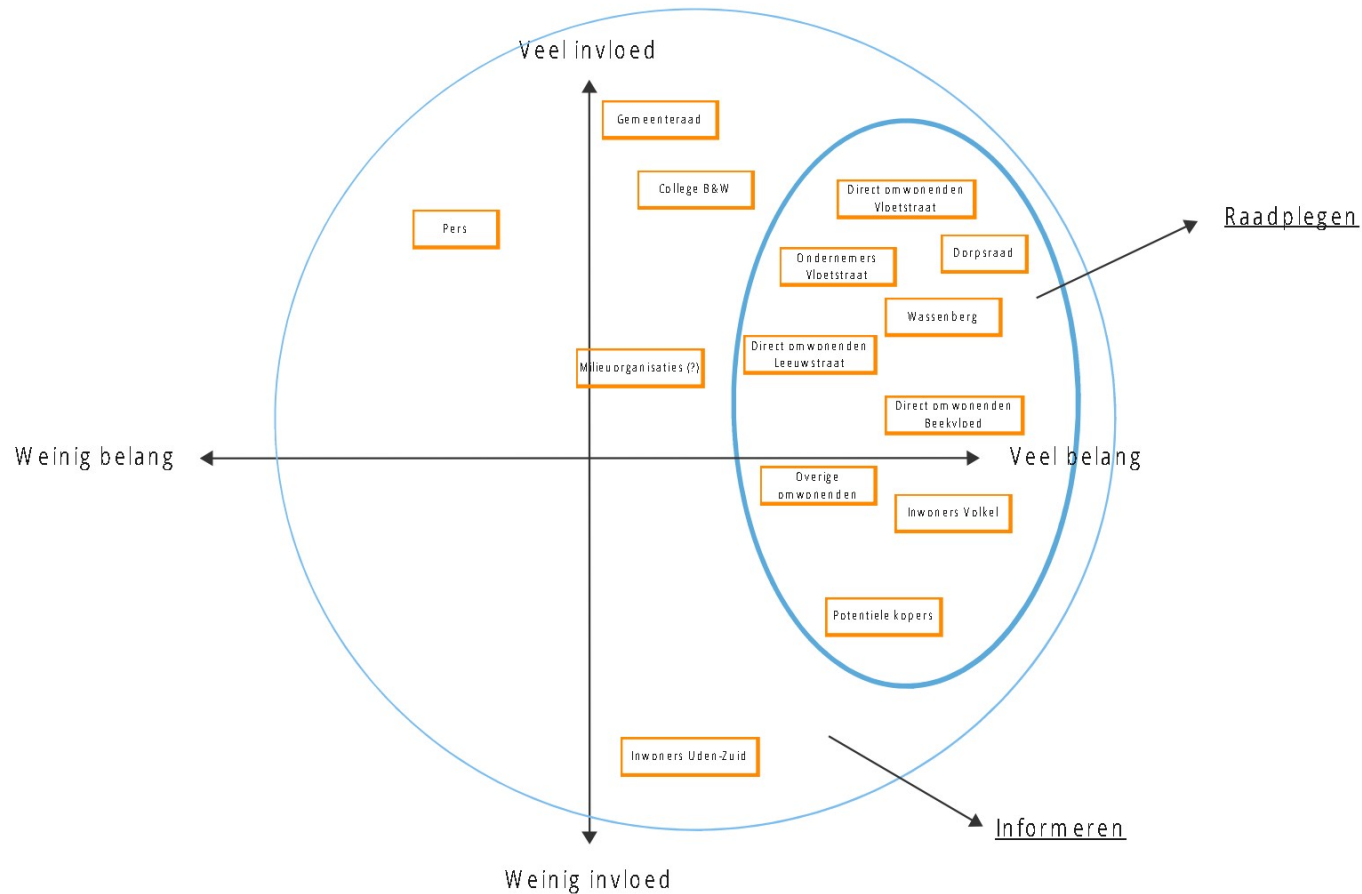 Veel invloed
Gemeenteraad
College B&W
Direct omwonenden
Vloetstraat
Pers
Raadplegen
Ondernemers
Vloetstraat
Dorpsraad
Wassenberg
Direct omwonenden
Leeuwstraat
Milieuorganisaties (?)
Direct omwonenden
Beekvloed
Weinig belang
Veel belang
Overige
omwonenden
Inwoners Volkel
Potentiele kopers
Inwoners Uden-Zuid
Informeren
Weinig invloed